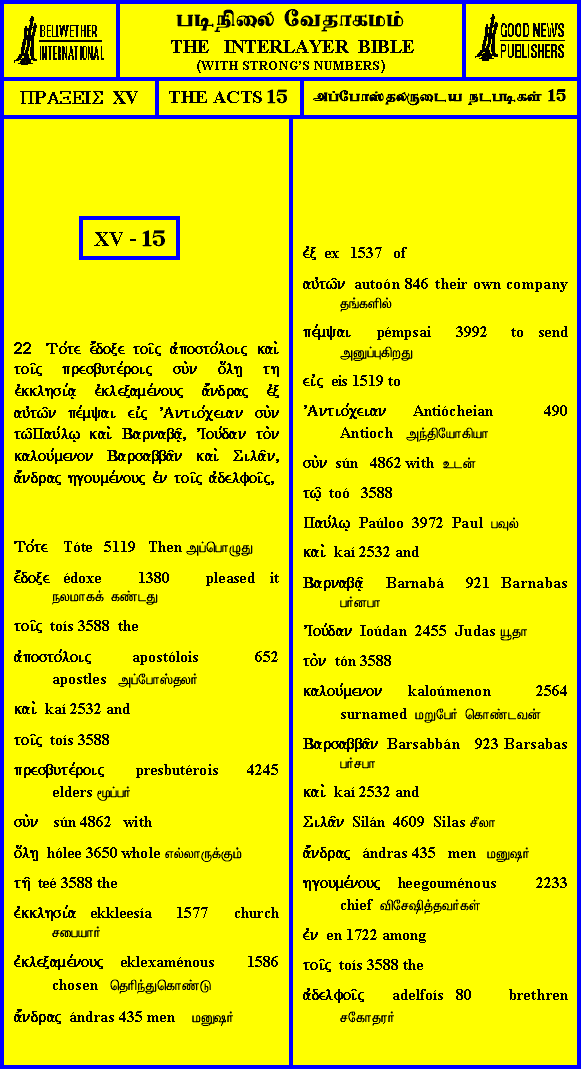 BELLWETHER
INTERNATIONAL
படிநிலை வேதாகமம்
THE INTERLAYER BIBLE
(WITH STRONG'S NUMBERS)
GOOD NEWS
PUBLISHERS
ΠΡΑΞΕΙΣ XV
THE ACTS 15
அப்போஸ்தலருடைய நடபடிகள் 15
XV - 15
22 Τότε ἔδοξε τοῖς ἀποστόλοις καὶ
τοῖς πρεσβυτέροις σὺν ὅλῃ τη
ἐκκλησίᾳ ἐκλεξαμένους ἄνδρας ἐξ
αὐτῶν πέμψαι εἰς Ἀντιόχειαν σὺν
τῶΠαύλῳ καὶ Βαρναβᾷ, Ἰούδαν τὸν
καλούμενον Βαρσαββᾶν καὶ Σιλᾶν,
ἄνδρας ηγουμένους ἐν τοῖς ἀδελφοῖς,
Τότε Tóte 5119 Then அப்பொழுது
ἔδοξε édoxe 1380 pleased it
நலமாகக் கண்டது
τοῖς toís 3588 the
ἀποστόλοις apostólois 652
apostles அப்போஸ்தலர்
καὶ kaí 2532 and
τοῖς toís 3588
πρεσβυτέροις presbutérois 4245
elders மூப்பர்
σὺν sún 4862 with
ὅλῃ hólee 3650 whole எல்லாருக்கும்
τῆ teé 3588 the
ἐκκλησία ekkleesía 1577 church
சபையார்
ἐκλεξαμένους eklexaménous 1586
chosen தெரிந்துகொண்டு
ἄνδρας ándras 435 men மனுஷர்
ἐξ ex 1537 of
αὐτῶν autoón 846 their own company
தங்களில்
πέμψαι pémpsai 3992 to send
அனுப்புகிறது
εἰς eis 1519 to
Ἀντιόχειαν Antiócheian 490
Antioch அந்தியோகியா
σὺν sún 4862 with உடன்
τῶ toó 3588
Παύλῳ Paúloo 3972 Paul பவுல்
καὶ kaí 2532 and
Βαρναβᾷ Barnabá 921 Barnabas
பர்னபா
Ἰούδαν Ioúdan 2455 Judas யூதா
τὸν tón 3588
καλούμενον kaloúmenon 2564
surnamed மறுபேர் கொண்டவன்
Βαρσαββᾶν Barsabbán 923 Barsabas
பர்சபா
καὶ kaí 2532 and
Σιλᾶν Silán 4609 Silas சீலா
ἄνδρας ándras 435 men மனுஷர்
ηγουμένους heegouménous 2233
chief விசேஷித்தவர்கள்
ἐν en 1722 among
τοῖς toís 3588 the
ἀδελφοῖς adelfoís 80 brethren
சகோதரர்